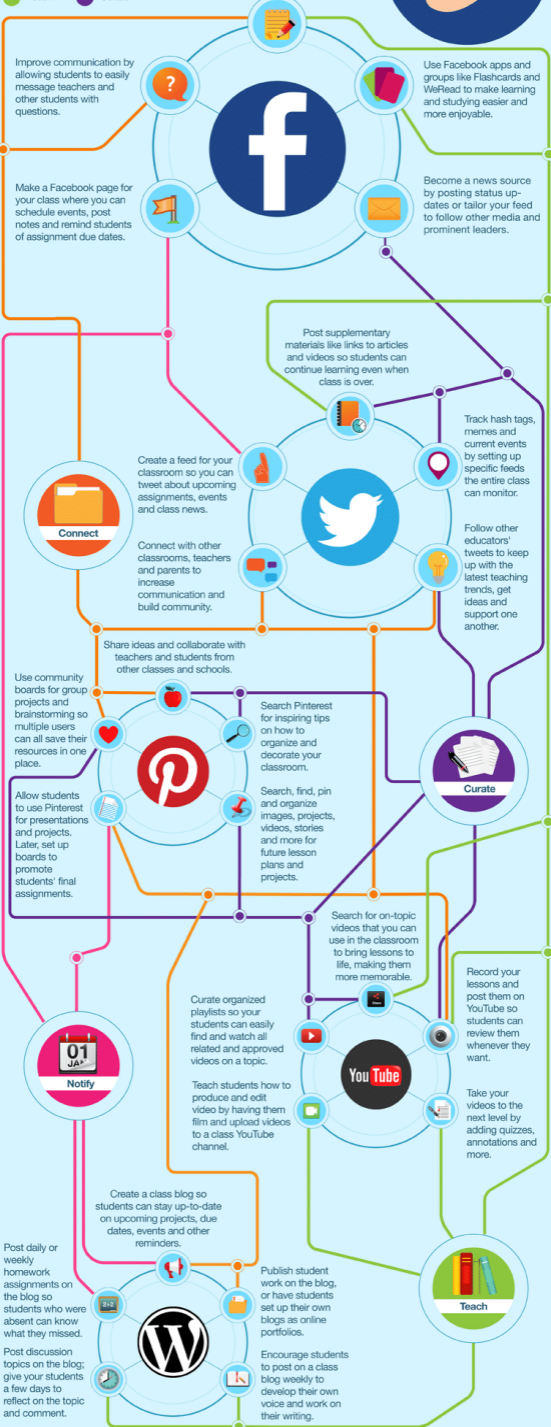 Improve communication by
allowing students to easily
message teachers and
other students with
questions.
?
Use Facebook apps and
groups like Flashcards and
WeRead to make learning
and studying easier and
more enjoyable.
f
Make a Facebook page for
your class where you can
schedule events, post
notes and remind students
of assignment due dates.
Become a news source
by posting status up-
dates or tailor your feed
to follow other media and
prominent leaders.
Post supplementary
materials like links to articles
and videos so students can
continue learning even when
class is over.
Create a feed for your
classroom so you can
tweet about upcoming
assignments, events
and class news.
Track hash tags,
memes and
current events
by setting up
specific feeds
the entire class
can monitor.
Connect
Connect with other
classrooms, teachers
and parents to
increase
communication and
build community.
Follow other
educators'
tweets to keep
up with the
latest teaching
trends, get
ideas and
support one
another.
Share ideas and collaborate with
teachers and students from
other classes and schools.
Use community
boards for group
projects and
brainstorming so
multiple users
can all save their
resources in one
place.
Search Pinterest
for inspiring tips
on how to
organize and
decorate your
classroom.
Curate
Allow students
to use Pinterest
for presentations
and projects.
Later, set up
boards to
promote
students' final
assignments.
Search, find, pin
and organize
images, projects,
videos, stories
and more for
future lesson
plans and
projects.
Search for on-topic
videos that you can
use in the classroom
to bring lessons to
life, making them
more memorable.
Curate organized
playlists so your
students can easily
find and watch all
related and approved
videos on a topic.
Record your
lessons and
post them on
YouTube so
students can
review them
whenever they
want.
01
JAN
Notify
You Tube
Teach students how to
produce and edit
video by having them
film and upload videos
to a class YouTube
channel.
Take your
videos to the
next level by
adding quizzes,
annotations and
more.
Create a class blog so
students can stay up-to-date
on upcoming projects, due
dates, events and other
reminders.
Post daily or
weekly
homework
assignments on
the blog so
students who were
absent can know
what they missed.
3+2
Publish student
work on the blog,
or have students
set up their own
blogs as online
portfolios.
Teach
W
Post discussion
topics on the blog;
give your students
a few days to
reflect on the topic
and comment.
Encourage students
to post on a class
blog weekly to
develop their own
voice and work on
their writing.